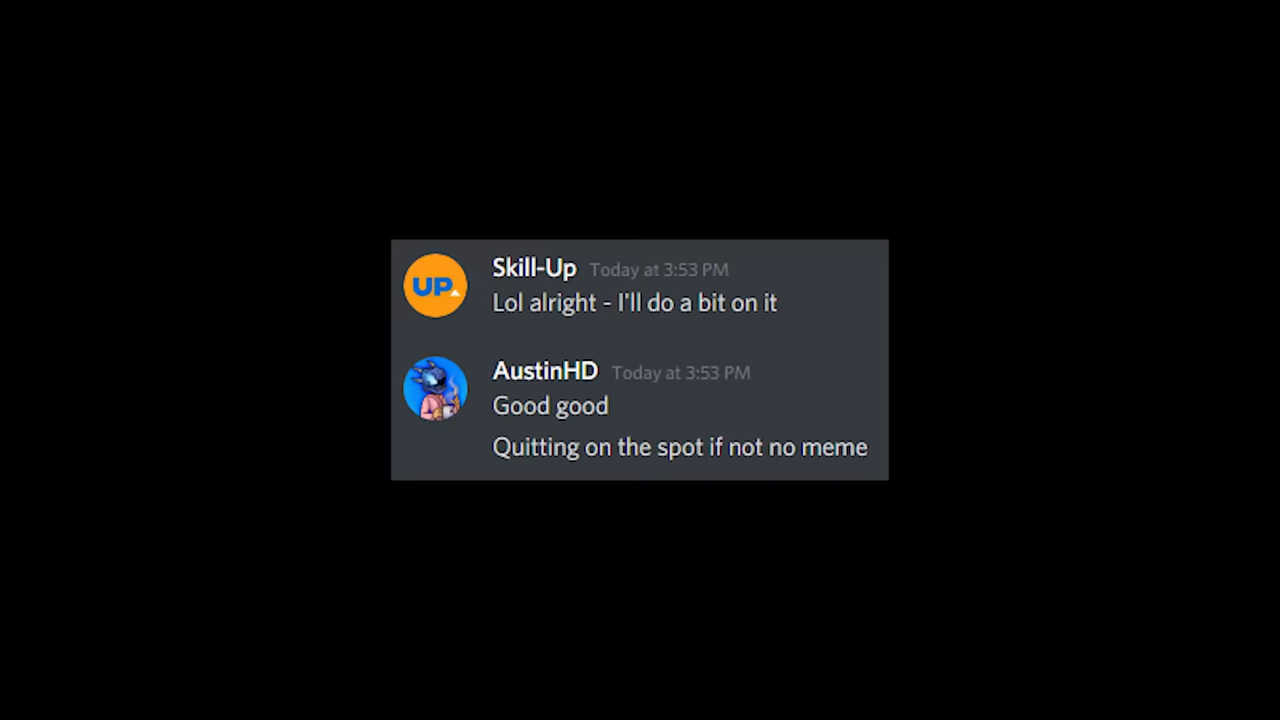 UP.
Skill-Up Today at 3:53 PM
Lol alright - I'll do a bit on it
AustinHD Today at 3:53 PM
Good good
Quitting on the spot if not no meme